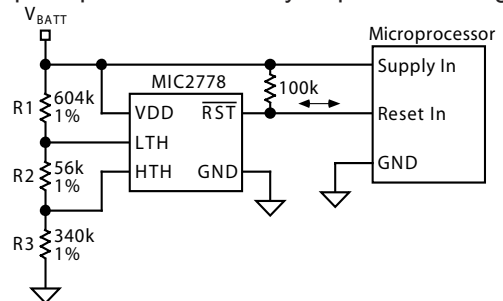 V_BATT
Microprocessor
MIC2778
Supply In
R1
604k
1%
VDD
RST
100k
Reset In
LTH
R2
56k
1%
HTH
GND
GND
R3
340k
1%